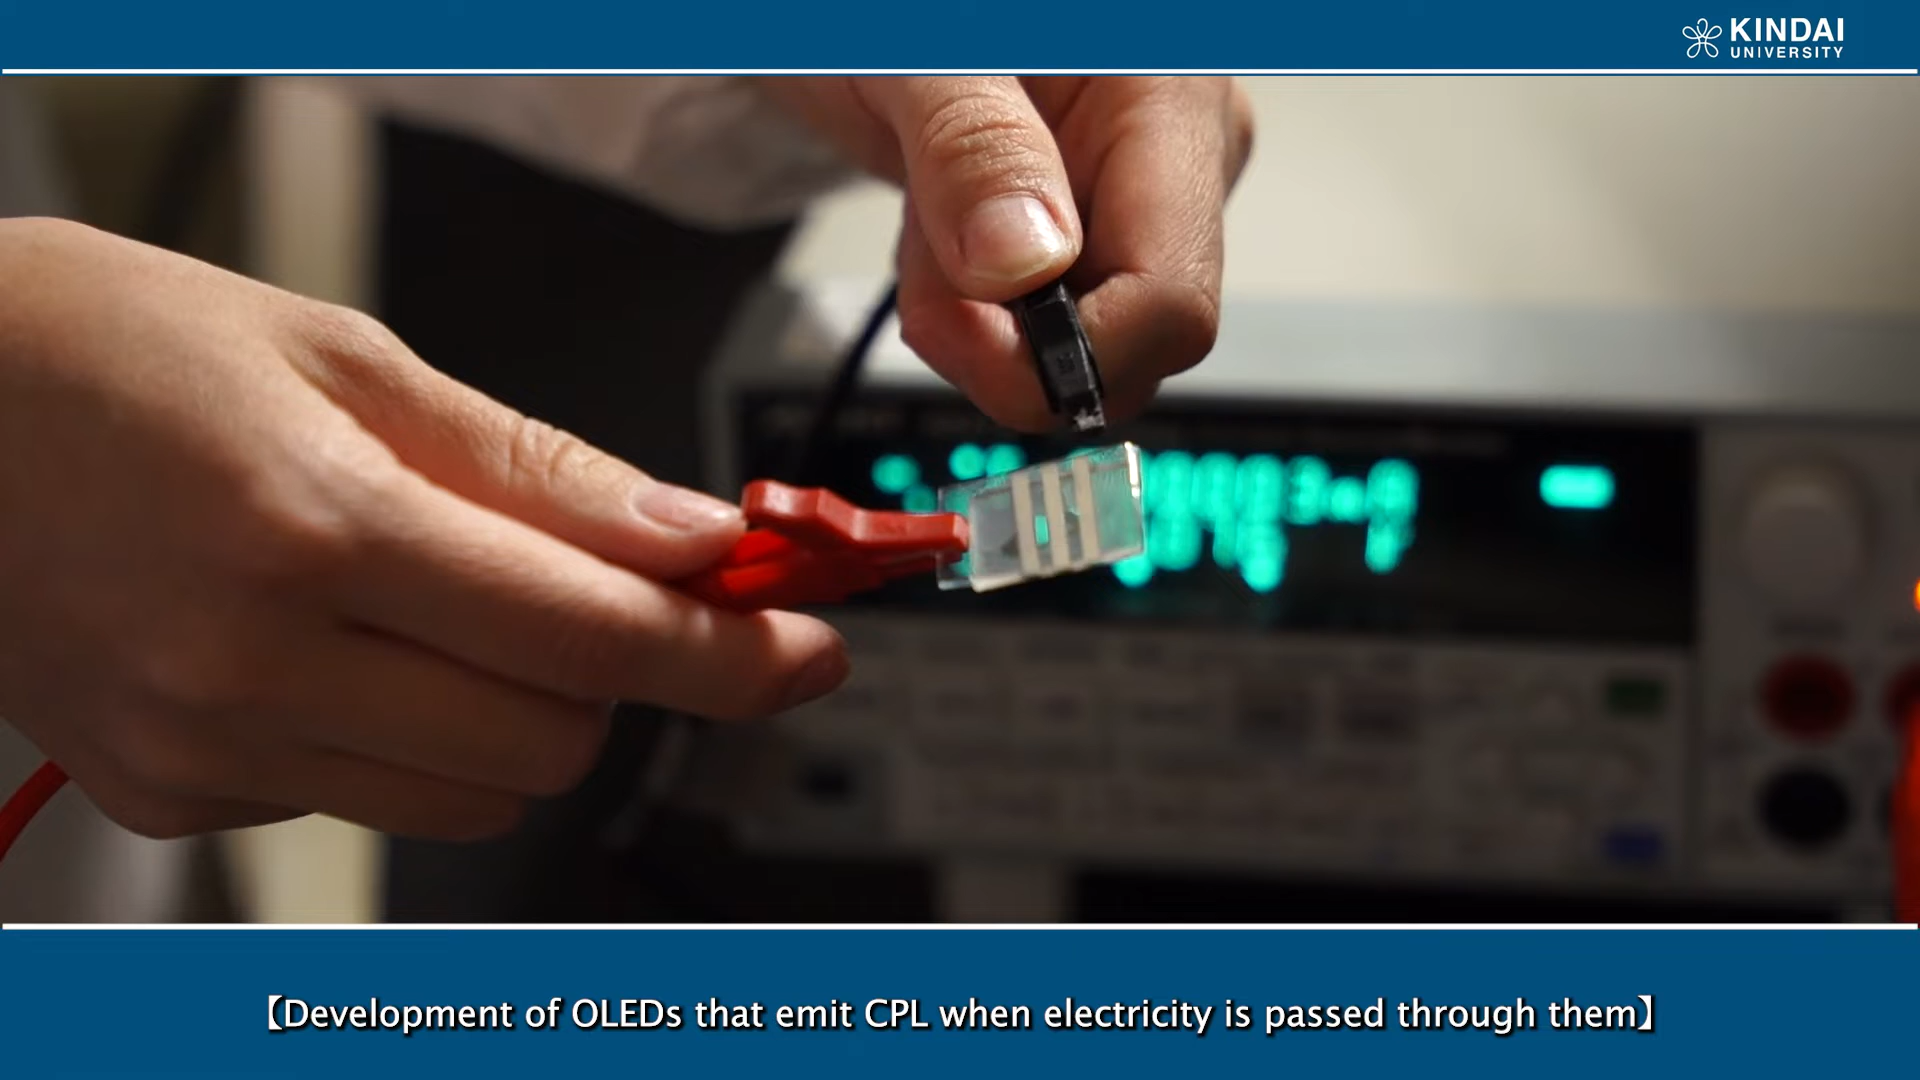 KINDAI
UNIVERSITY
【Development of OLEDs that emit CPL when electricity is passed through them】